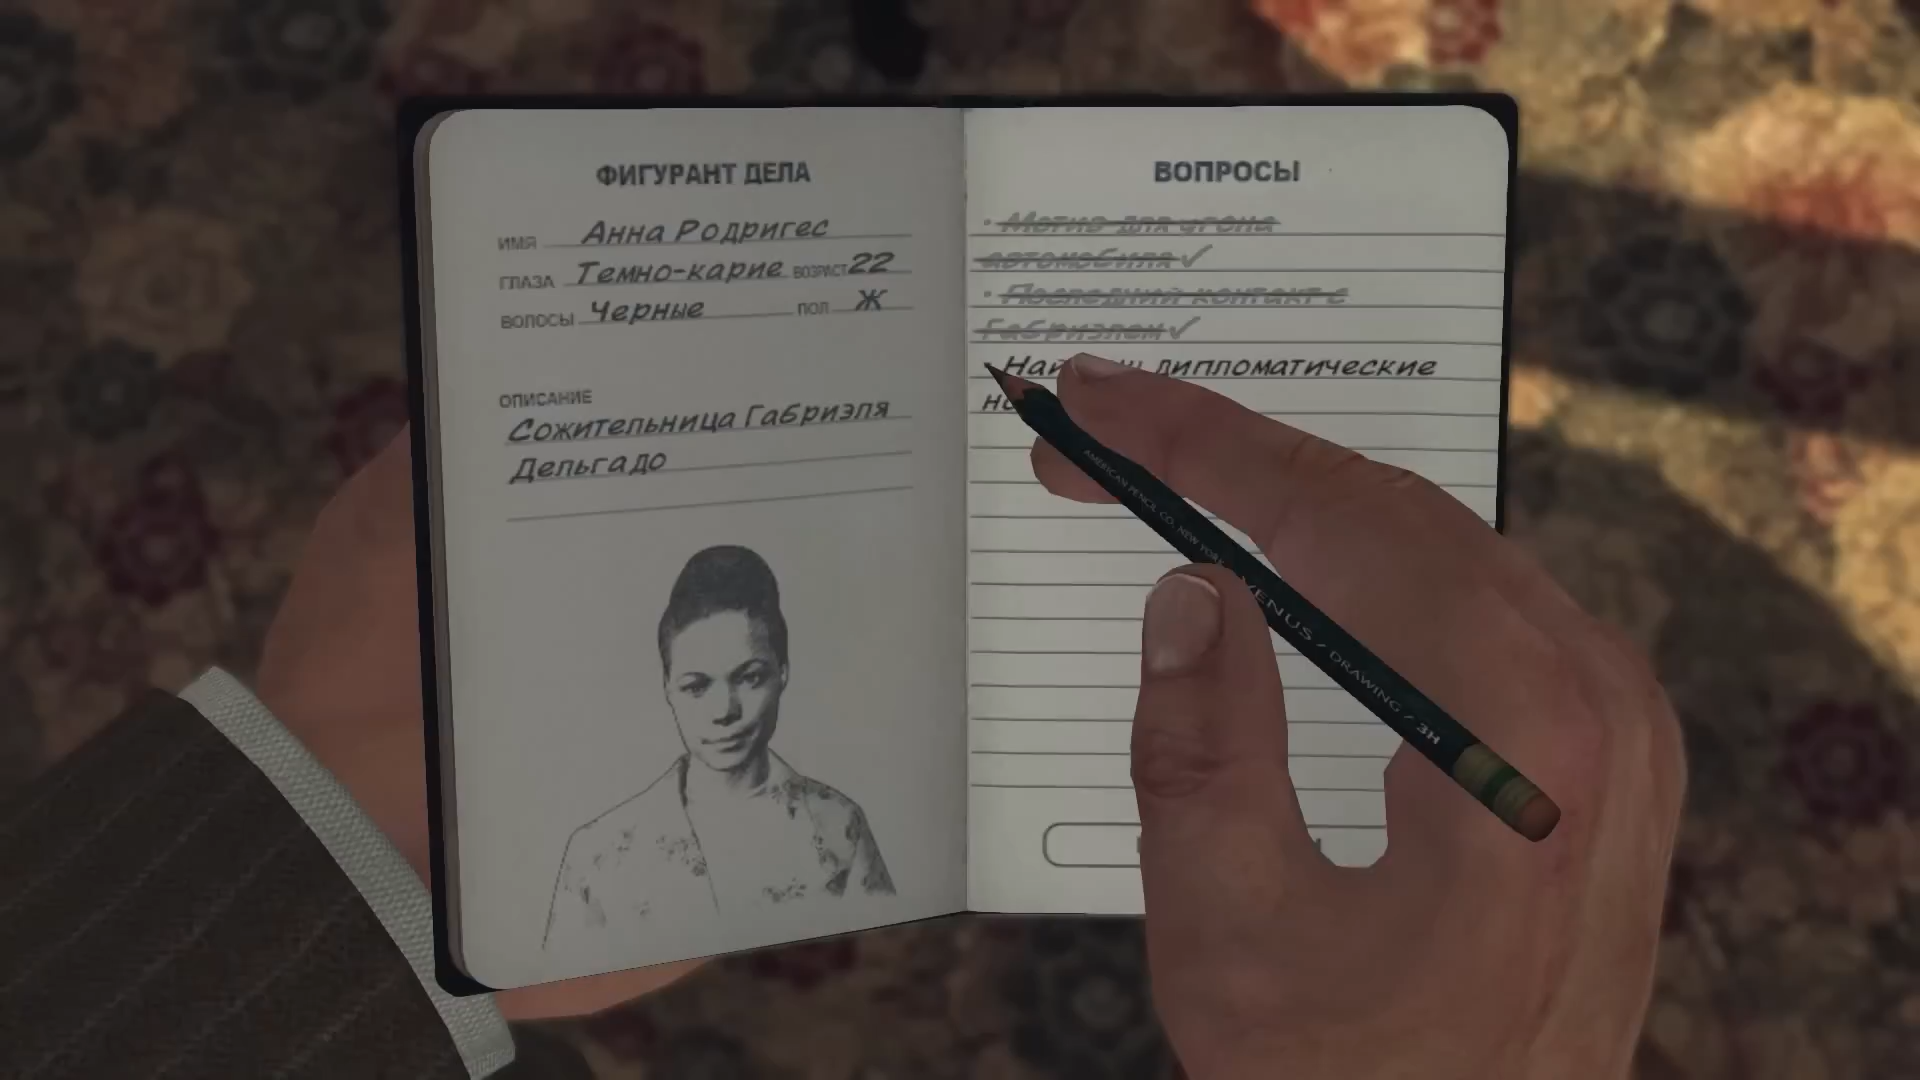 ФИГУРАНТ ДЕЛА
ИМЯ Анна Родригес
ГЛАЗА Темно-карие ВОЗРАСТ 22
ВОЛОСЫ Черные ПОЛ Ж
ОПИСАНИЕ
Сожительница Габриэля
Дельгадо
ВОПРОСЫ
• Мотив для угона
автомобиля ✓
• Последний контакт с
Габриэлем ✓
дипломатические
AMERICAN PENCIL CO. NEW YORK VENUS / DRAWING / 3H